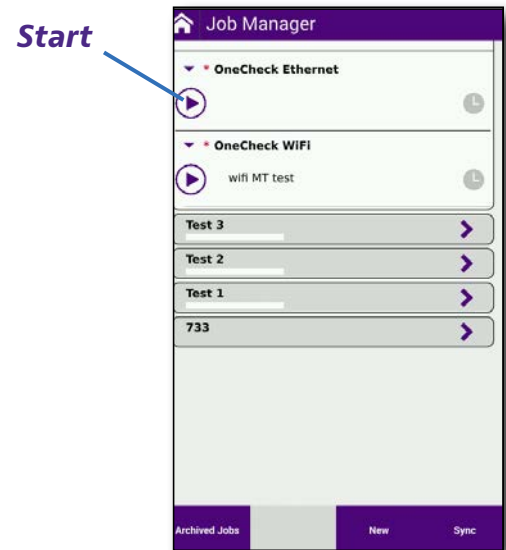 Start
Job Manager
* OneCheck Ethernet
* OneCheck WiFi
wifi MT test
Test 3
Test 2
Test 1
733
Archived Jobs New Sync